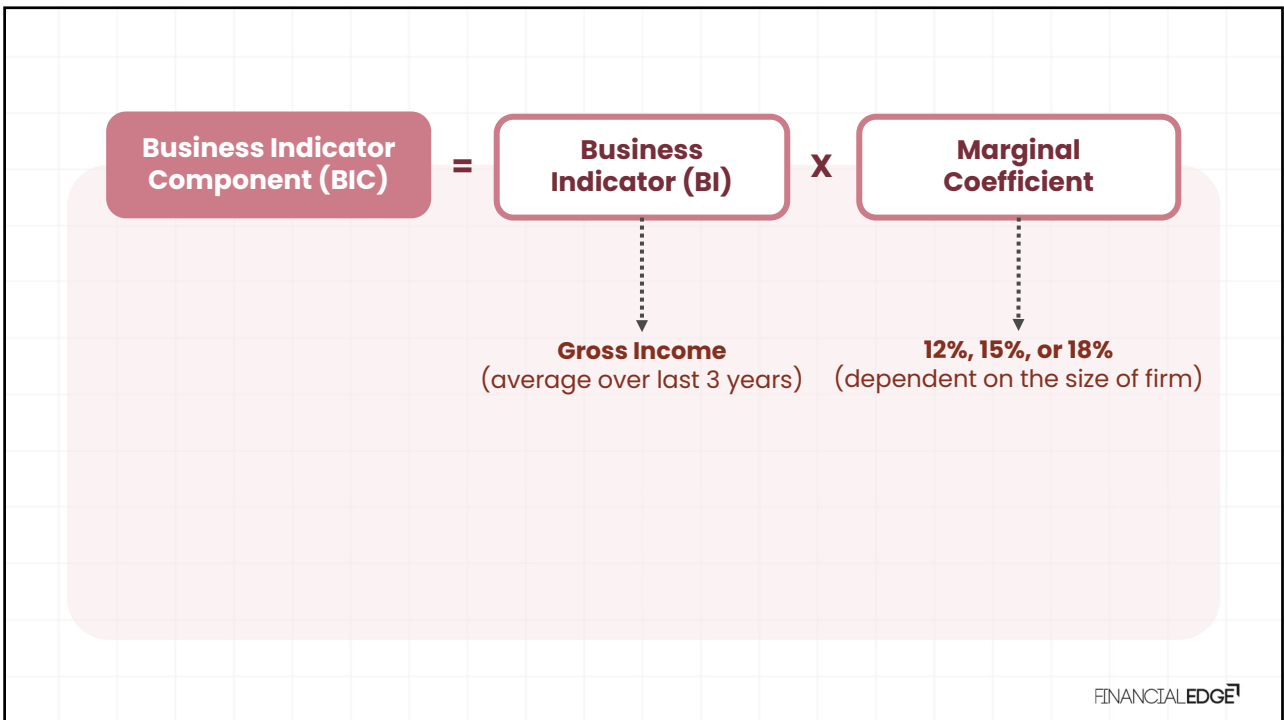 Business Indicator
Component (BIC)
=
Business
Indicator (BI)
x
Marginal
Coefficient
Gross Income
(average over last 3 years)
12%, 15%, or 18%
(dependent on the size of firm)
FINANCIALEDGE